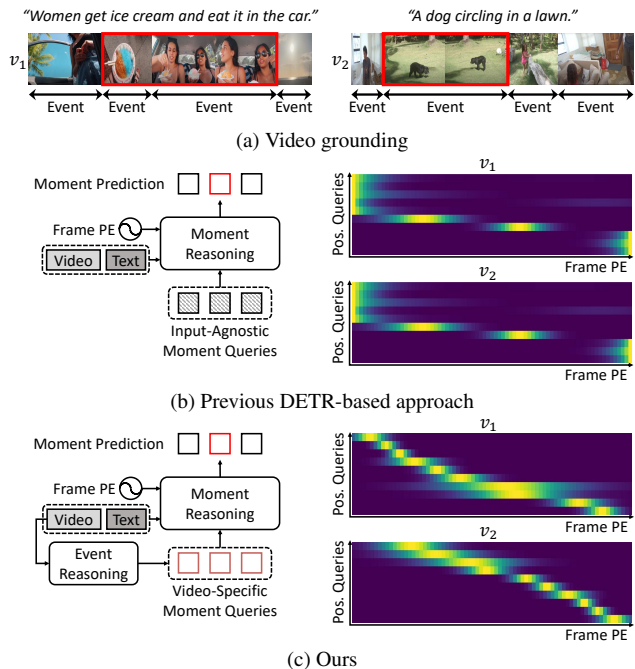 “Women get ice cream and eat it in the car.”
“A dog circling in a lawn.”
v₁
v₂
Event Event Event Event
Event Event Event Event
(a) Video grounding
Moment Prediction
Frame PE
Moment Reasoning
Video Text
Input-Agnostic
Moment Queries
v₁
Pos. Queries
Frame PE
v₂
Pos. Queries
Frame PE
(b) Previous DETR-based approach
Moment Prediction
Frame PE
Moment Reasoning
Video Text
Event Reasoning
Video-Specific
Moment Queries
v₁
Pos. Queries
Frame PE
v₂
Pos. Queries
Frame PE
(c) Ours